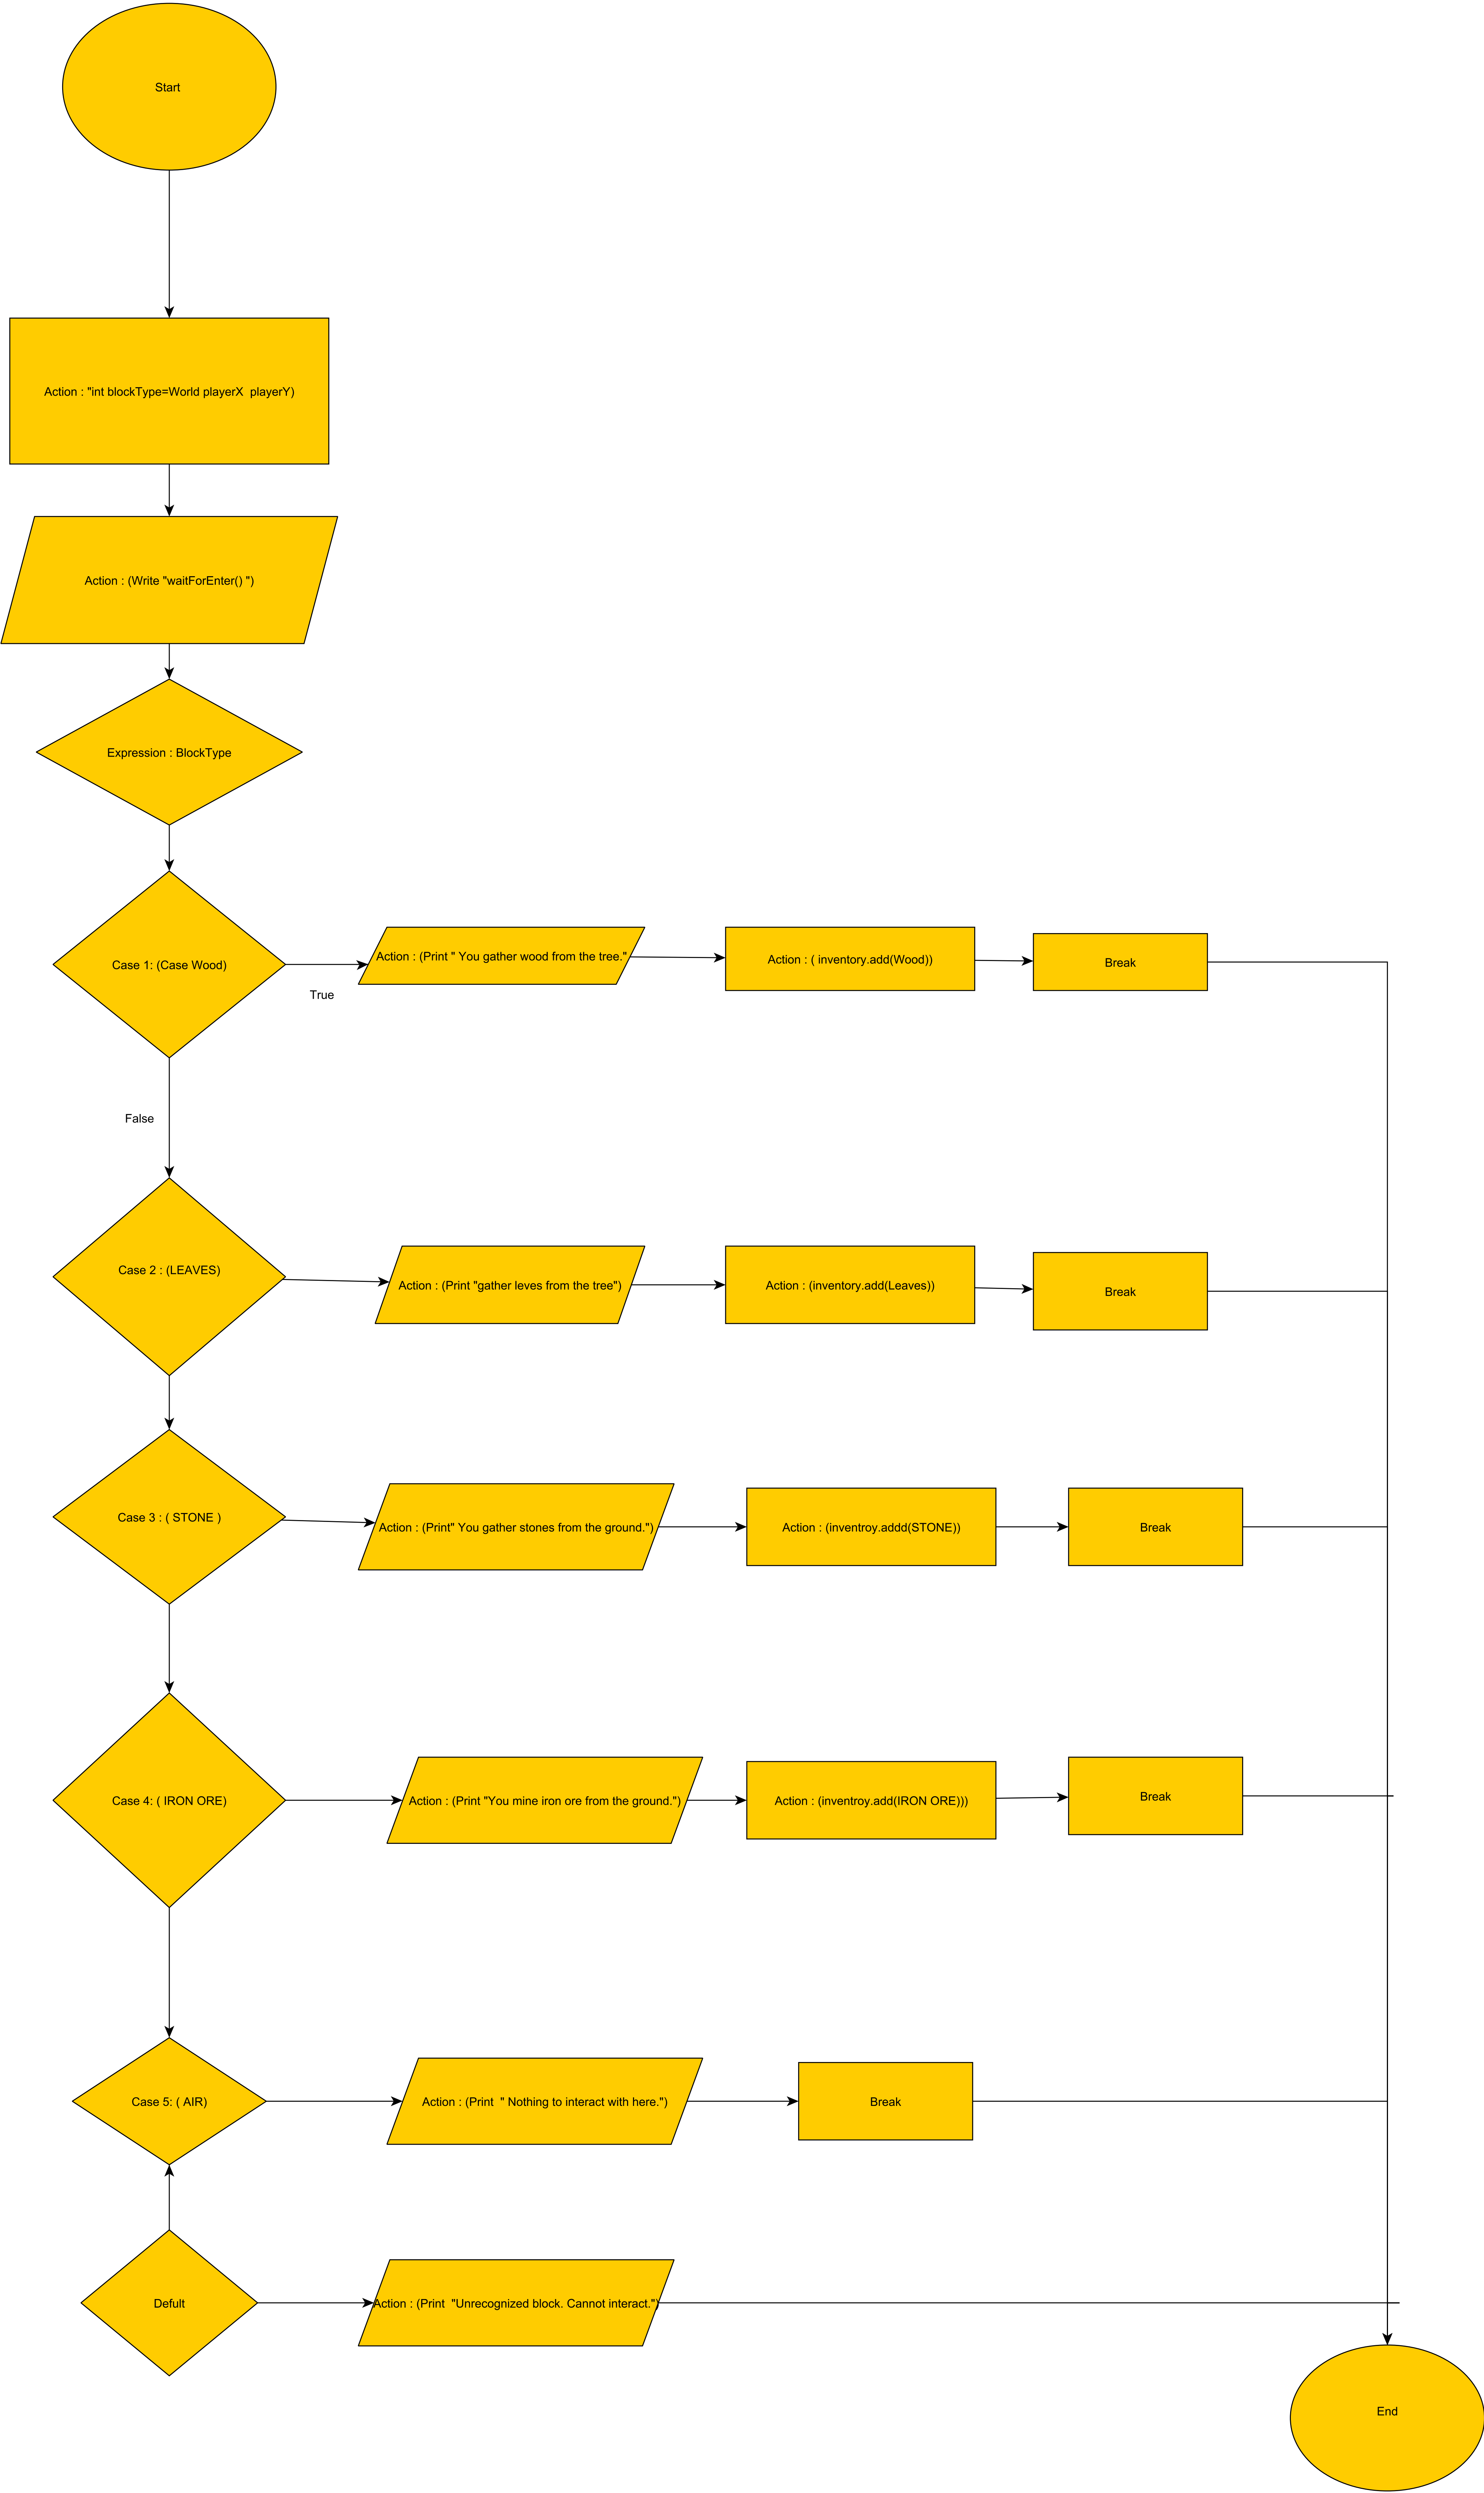 Start
Action : "int blockType=World playerX  playerY)
Action : (Write "waitForEnter() ")
Expression : BlockType
Case 1: (Case Wood)
Action : (Print " You gather wood from the tree."
Action : ( inventory.add(Wood))
Break
True
False
Case 2 : (LEAVES)
Action : (Print "gather leves from the tree")
Action : (inventory.add(Leaves))
Break
Case 3 : ( STONE )
Action : (Print" You gather stones from the ground.")
Action : (inventroy.addd(STONE))
Break
Case 4: ( IRON ORE)
Action : (Print "You mine iron ore from the ground.")
Action : (inventroy.add(IRON ORE)))
Break
Case 5: ( AIR)
Action : (Print  " Nothing to interact with here.")
Break
Defult
Action : (Print  "Unrecognized block. Cannot interact.")
End